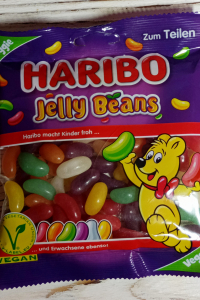 Zum Teilen
HARIBO
Jelly Beans
Haribo macht Kinder froh ...
...und Erwachsene ebenso!
V
VEGAN